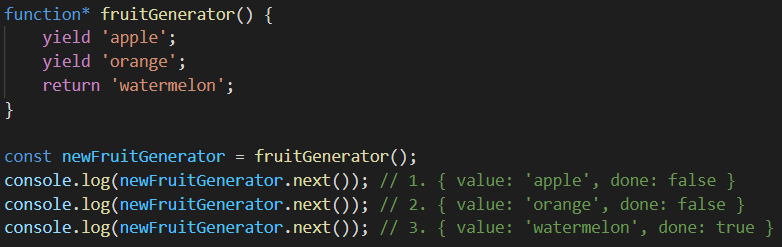 function* fruitGenerator() {
    yield 'apple';
    yield 'orange';
    return 'watermelon';
}

const newFruitGenerator = fruitGenerator();
console.log(newFruitGenerator.next()); // 1. { value: 'apple', done: false }
console.log(newFruitGenerator.next()); // 2. { value: 'orange', done: false }
console.log(newFruitGenerator.next()); // 3. { value: 'watermelon', done: true }